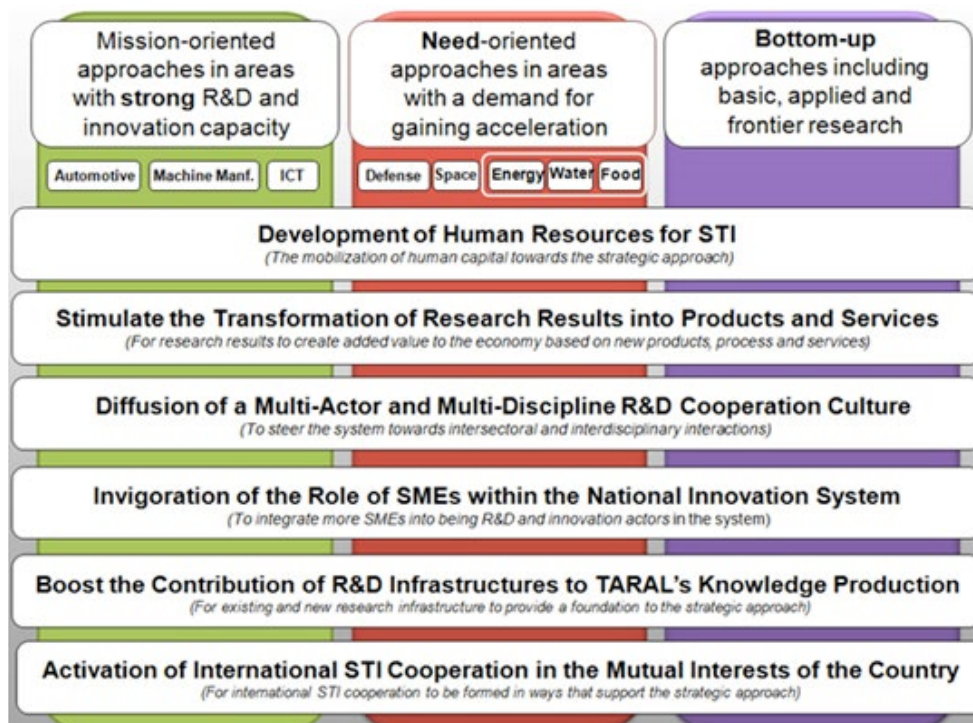 Mission-oriented
approaches in areas
with strong R&D and
innovation capacity
Need-oriented
approaches in areas
with a demand for
gaining acceleration
Bottom-up
approaches including
basic, applied and
frontier research
Automotive
Machine Manf.
ICT
Defense
Space
Energy
Water
Food
Development of Human Resources for STI
(The mobilization of human capital towards the strategic approach)
Stimulate the Transformation of Research Results into Products and Services
(For research results to create added value to the economy based on new products, process and services)
Diffusion of a Multi-Actor and Multi-Discipline R&D Cooperation Culture
(To steer the system towards intersectoral and interdisciplinary interactions)
Invigoration of the Role of SMEs within the National Innovation System
(To integrate more SMEs into being R&D and innovation actors in the system)
Boost the Contribution of R&D Infrastructures to TARAL's Knowledge Production
(For existing and new research infrastructure to provide a foundation to the strategic approach)
Activation of International STI Cooperation in the Mutual Interests of the Country
(For international STI cooperation to be formed in ways that support the strategic approach)